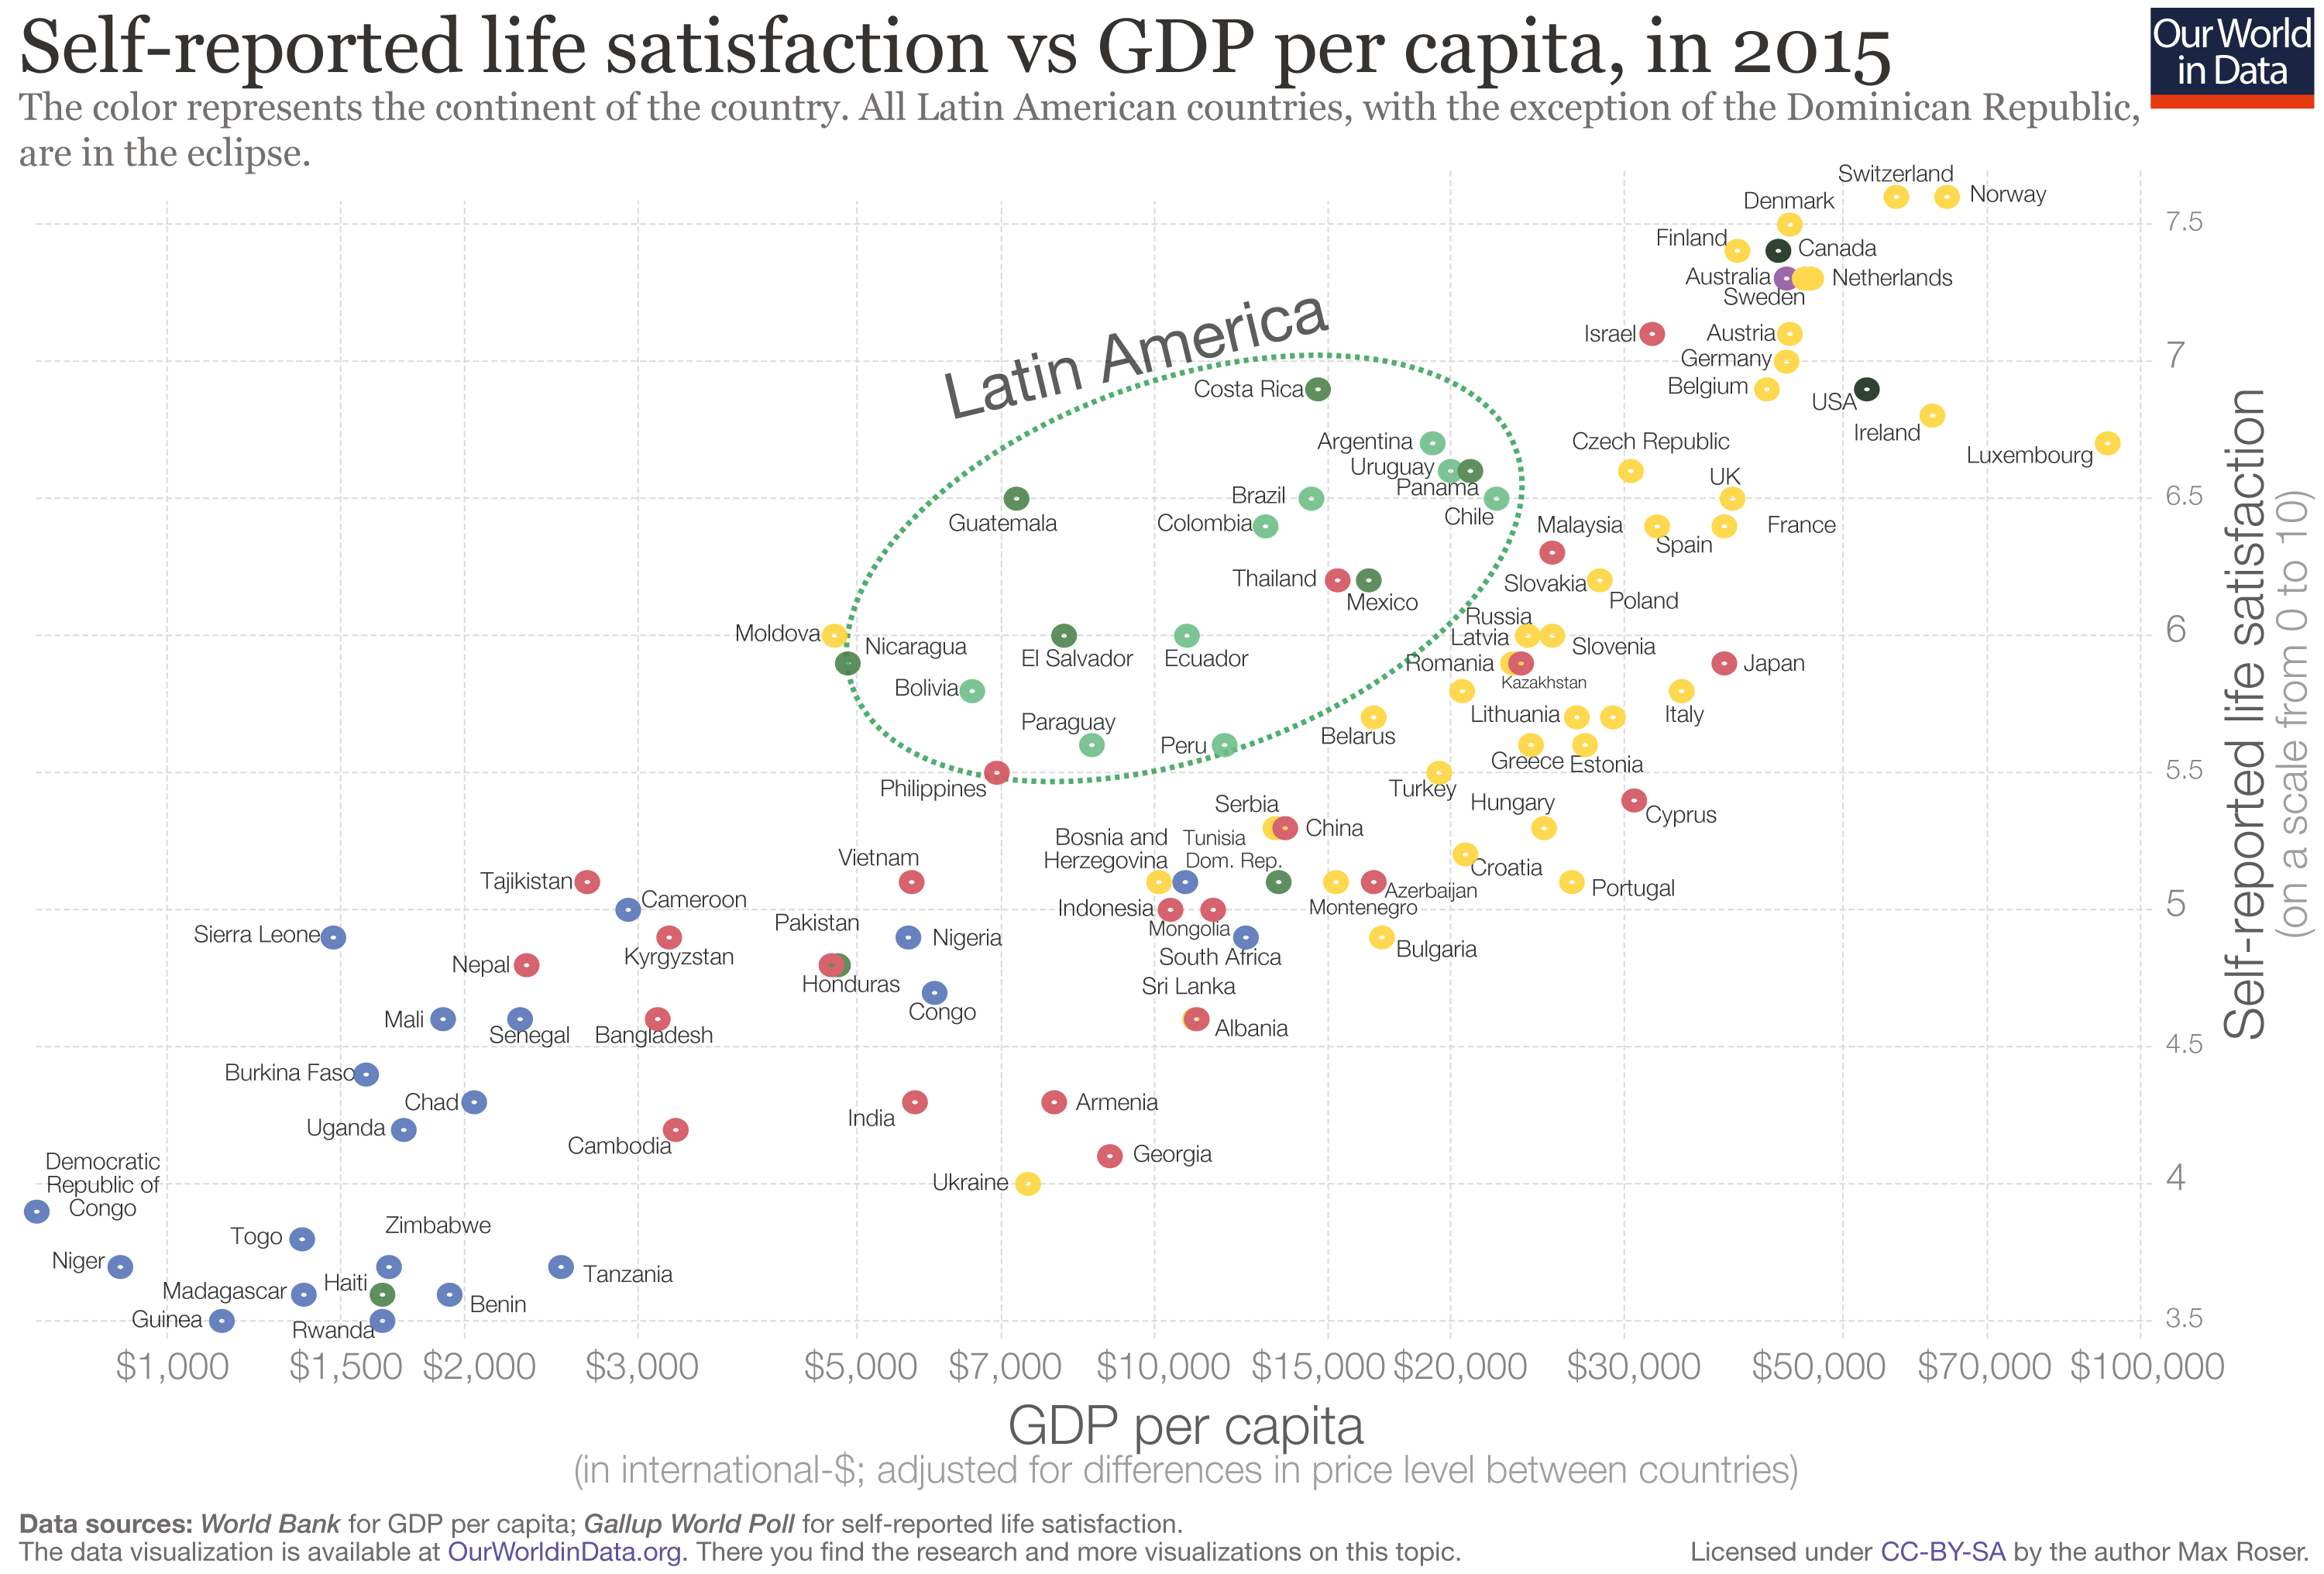 Self-reported life satisfaction vs GDP per capita, in 2015
Our World
in Data
The color represents the continent of the country. All Latin American countries, with the exception of the Dominican Republic,
are in the eclipse.
Switzerland
Norway
Denmark
7.5
Finland
Canada
Australia
Netherlands
Sweden
Latin America
Israel
Austria
7
Germany
Costa Rica
Belgium
USA
Ireland
Argentina
Czech Republic
Luxembourg
Uruguay
UK
Panama
Brazil
6.5
Guatemala
Colombia
Chile
Malaysia
France
Spain
Thailand
Slovakia
Mexico
Poland
Russia
Moldova
Latvia
6
Nicaragua
El Salvador
Ecuador
Slovenia
Romania
Japan
Kazakhstan
Bolivia
Paraguay
Lithuania
Italy
Belarus
Peru
Greece
Estonia
5.5
Philippines
Turkey
Serbia
Hungary
Cyprus
China
Bosnia and
Herzegovina
Tunisia
Dom. Rep.
Vietnam
Croatia
Tajikistan
Azerbaijan
Portugal
Cameroon
Indonesia
Montenegro
5
Pakistan
Mongolia
Sierra Leone
Nigeria
Bulgaria
Kyrgyzstan
South Africa
Nepal
Honduras
Sri Lanka
Congo
Mali
Senegal
Bangladesh
Albania
4.5
Burkina Faso
Chad
India
Armenia
Uganda
Cambodia
Georgia
Democratic
Republic of
Congo
Ukraine
4
Togo
Zimbabwe
Niger
Tanzania
Madagascar
Haiti
Benin
Guinea
Rwanda
3.5
Self-reported life satisfaction
(on a scale from 0 to 10)
$1,000 $1,500 $2,000 $3,000 $5,000 $7,000 $10,000 $15,000 $20,000 $30,000 $50,000 $70,000 $100,000
GDP per capita
(in international-$; adjusted for differences in price level between countries)
Data sources: World Bank for GDP per capita; Gallup World Poll for self-reported life satisfaction.
The data visualization is available at OurWorldinData.org. There you find the research and more visualizations on this topic.
Licensed under CC-BY-SA by the author Max Roser.